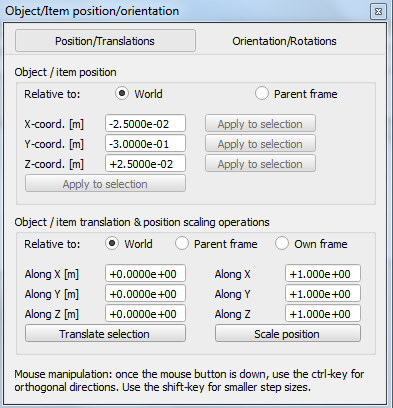 Object/Item position/orientation
Position/Translations Orientation/Rotations
Object / item position
Relative to: World Parent frame
X-coord. [m] -2.5000e-02 Apply to selection
Y-coord. [m] -3.0000e-01 Apply to selection
Z-coord. [m] +2.5000e-02 Apply to selection
Apply to selection
Object / item translation & position scaling operations
Relative to: World Parent frame Own frame
Along X [m] +0.0000e+00 Along X +1.000e+00
Along Y [m] +0.0000e+00 Along Y +1.000e+00
Along Z [m] +0.0000e+00 Along Z +1.000e+00
Translate selection Scale position
Mouse manipulation: once the mouse button is down, use the ctrl-key for
orthogonal directions. Use the shift-key for smaller step sizes.